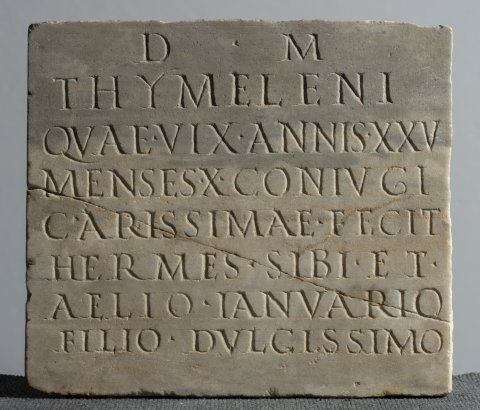 D · M
THYMELENI
QVAE·VIX·ANNIS·XXV
MENSES·X·CONIVGI
CARISSIMAE·FECIT
HERMES·SIBI·ET·
AELIO·IANVARIO
FILIO·DVLCISSIMO